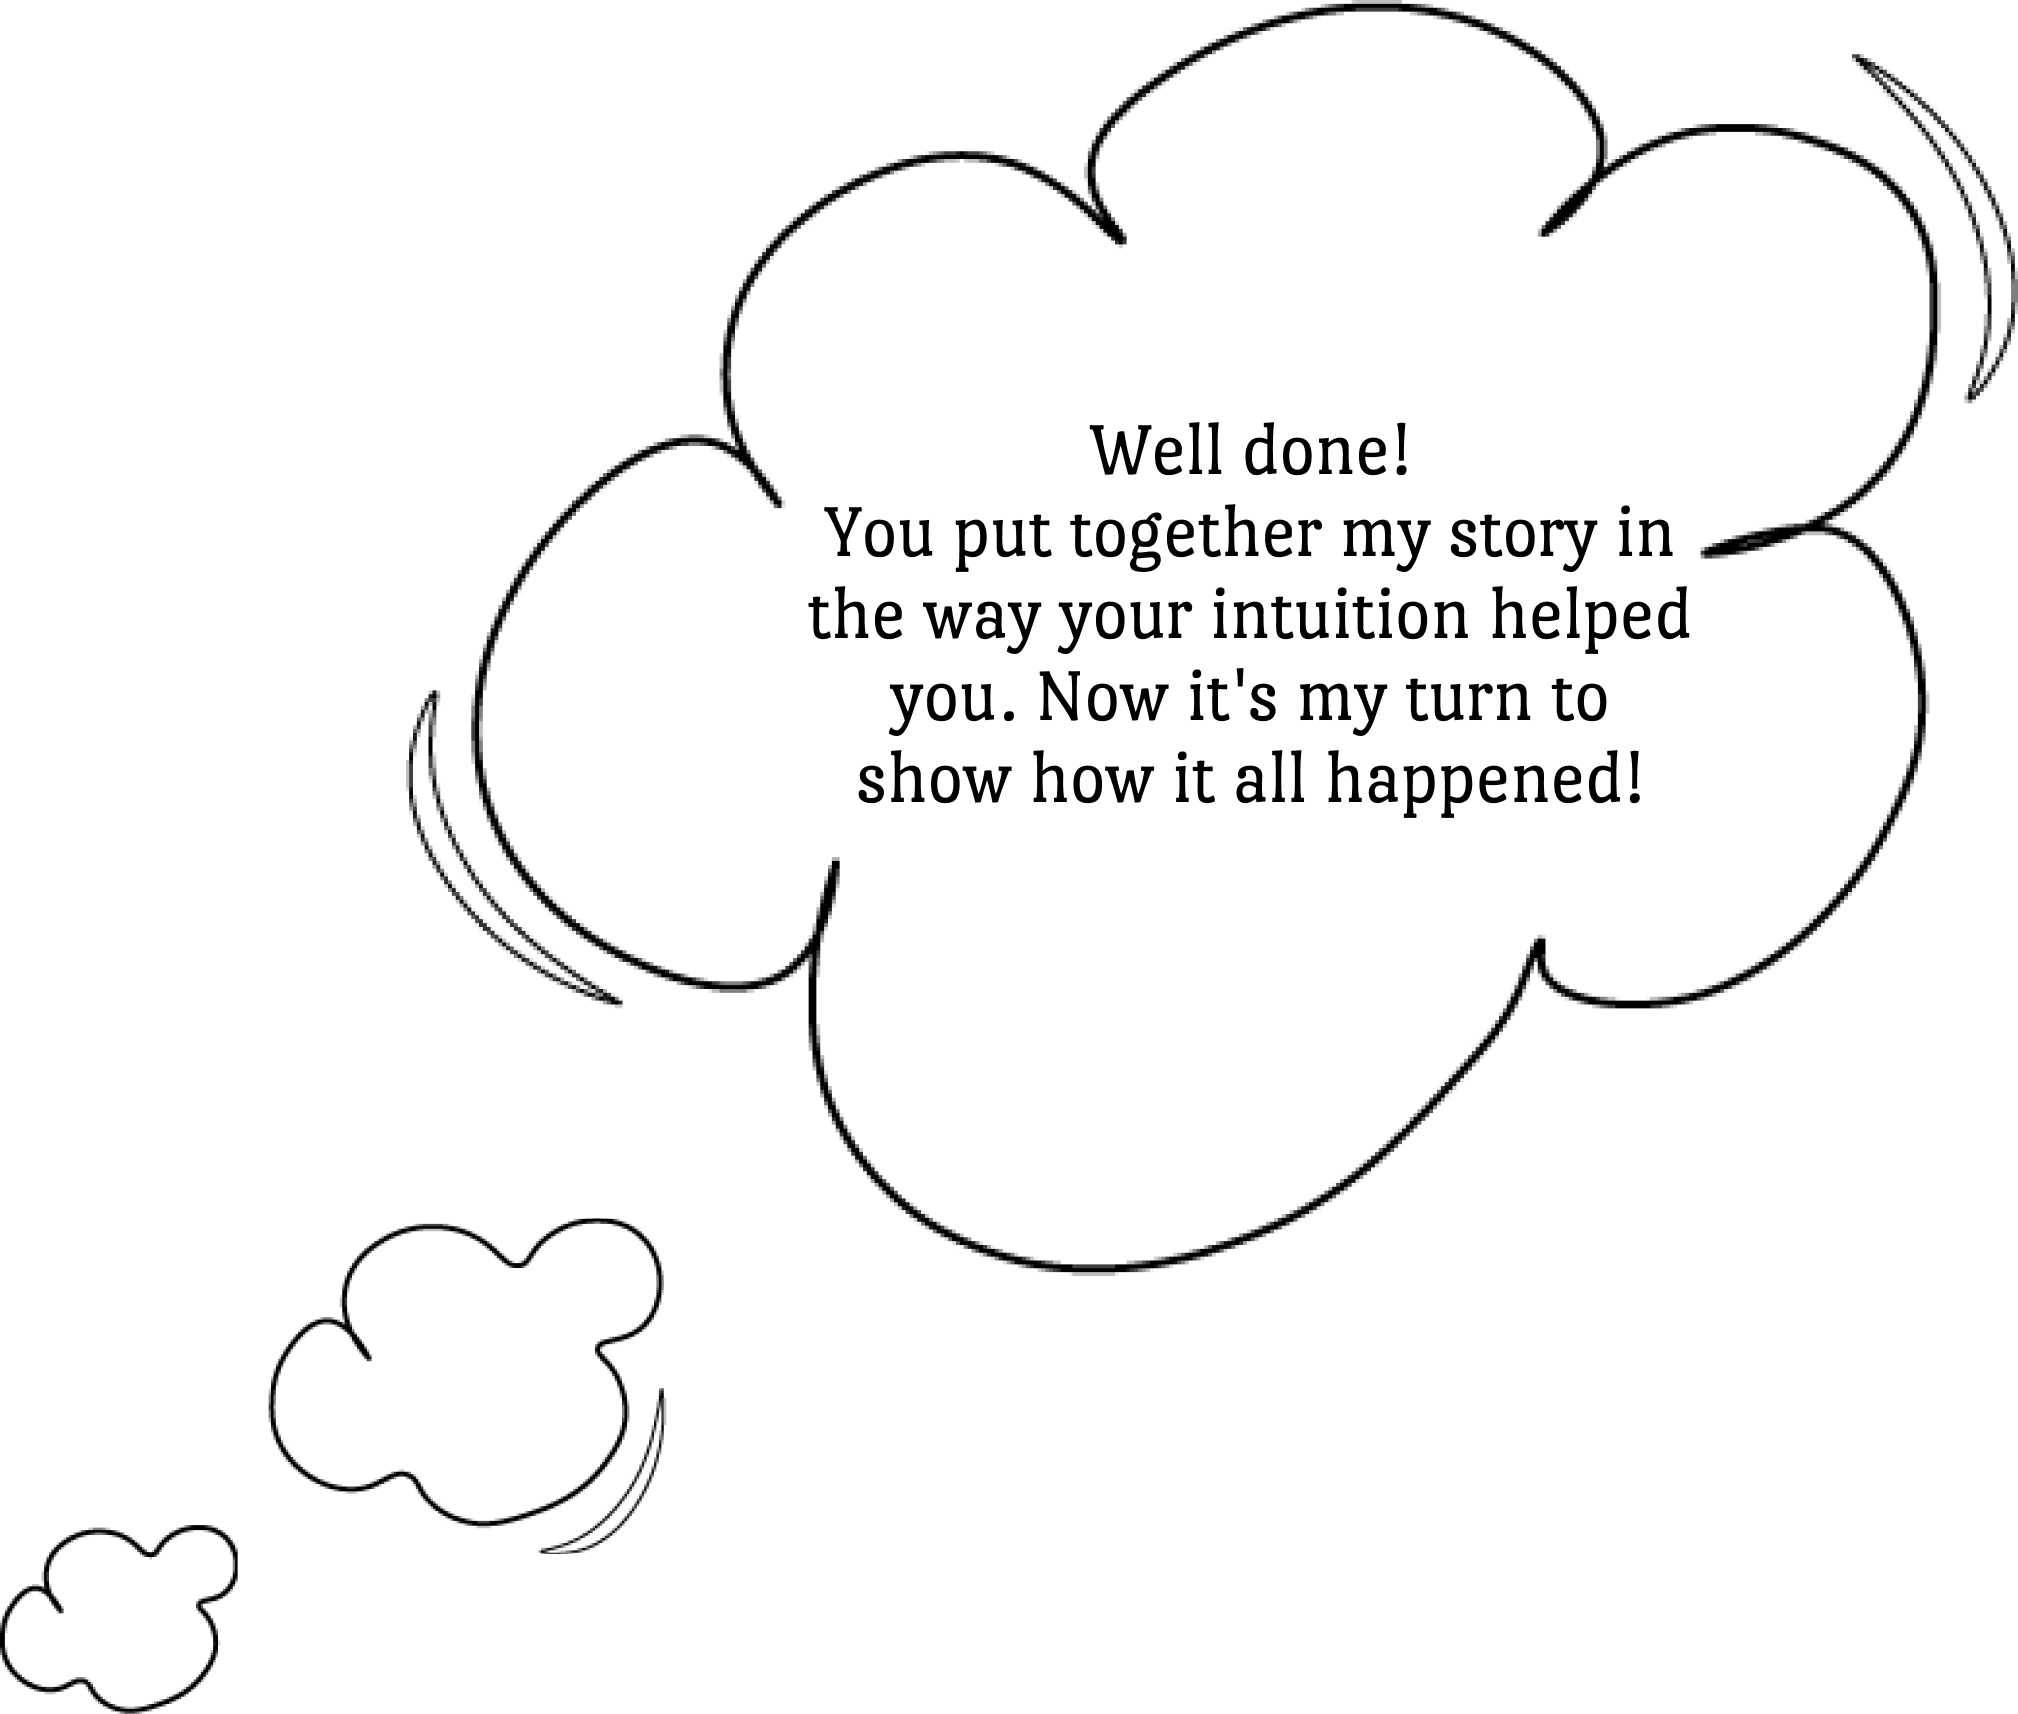 Well done!
You put together my story in
the way your intuition helped
you. Now it's my turn to
show how it all happened!